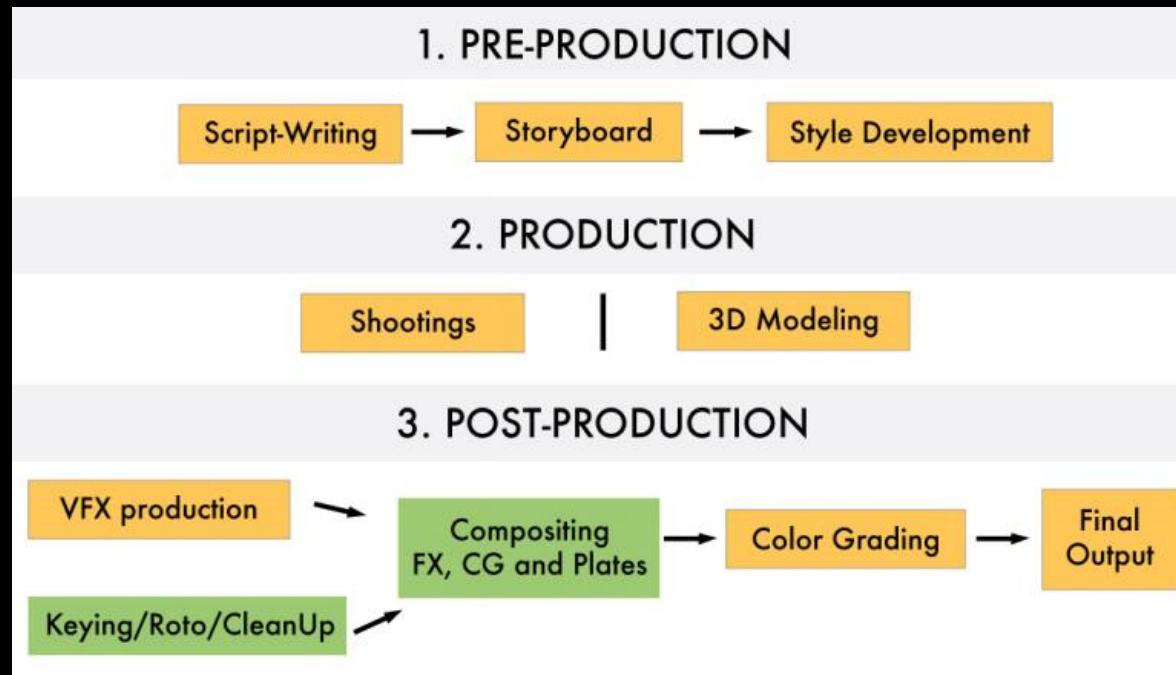 1. PRE-PRODUCTION
Script-Writing
Storyboard
Style Development
2. PRODUCTION
Shootings
3D Modeling
3. POST-PRODUCTION
VFX production
Keying/Roto/CleanUp
Compositing
FX, CG and Plates
Color Grading
Final
Output